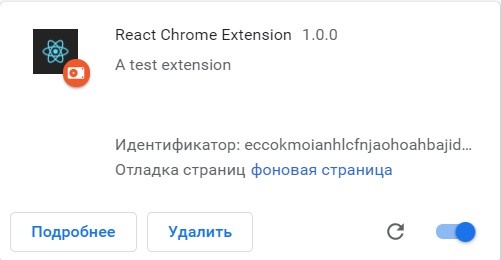 React Chrome Extension 1.0.0
A test extension
Идентификатор: eccokmoianhlcfnjaohoahbajid...
Отладка страниц фоновая страница
Подробнее Удалить